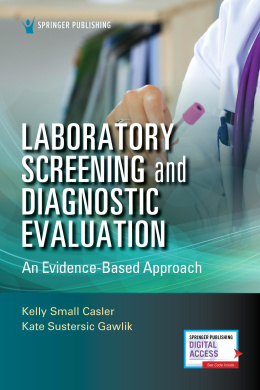 SPRINGER PUBLISHING
LABORATORY
SCREENING and
DIAGNOSTIC
EVALUATION
An Evidence-Based Approach
Kelly Small Casler
Kate Sustersic Gawlik
SPRINGER PUBLISHING
DIGITAL
ACCESS